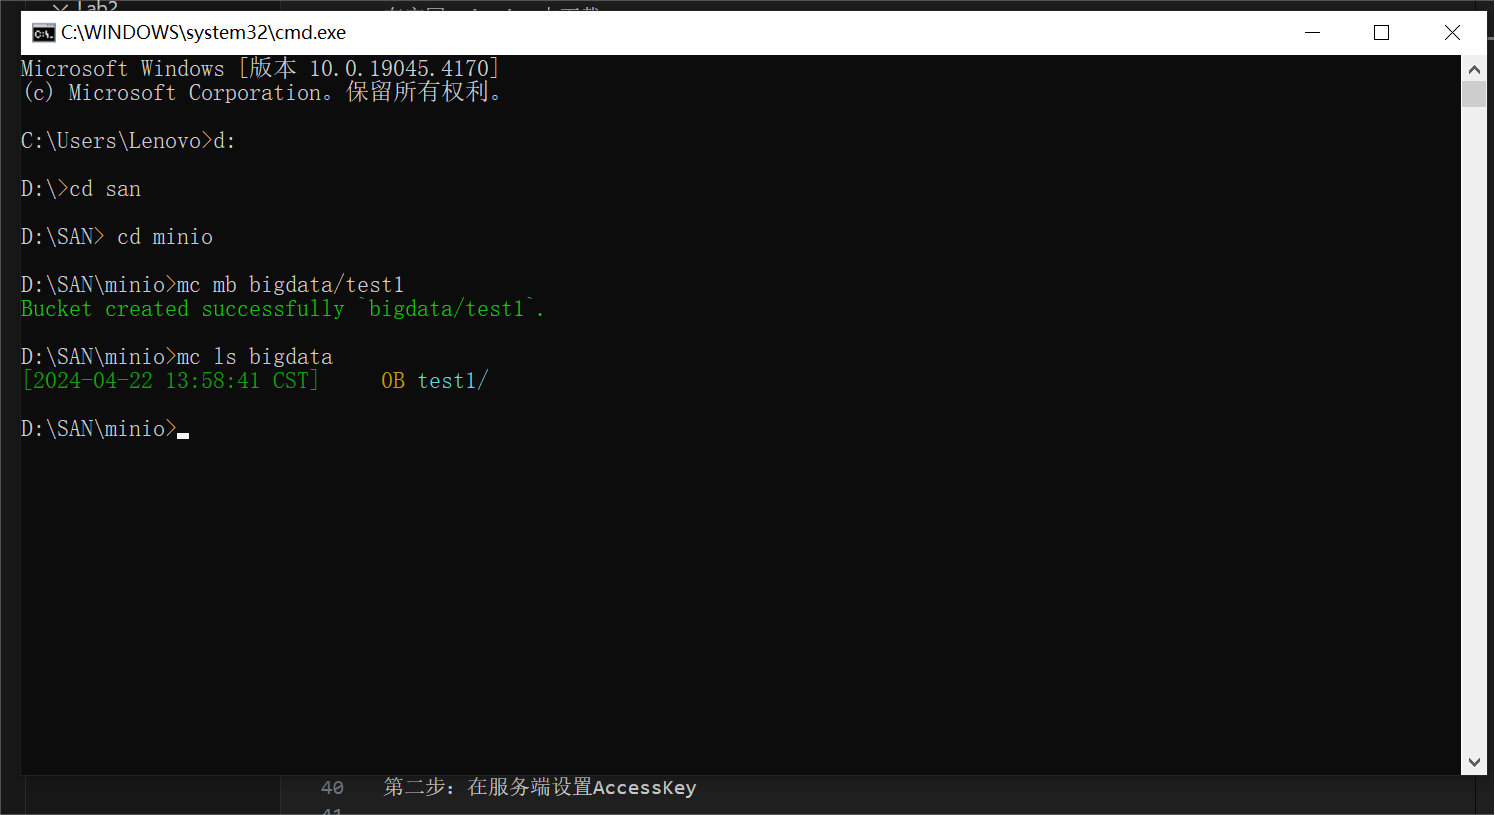 Lab2
C:\WINDOWS\system32\cmd.exe
Microsoft Windows [版本 10.0.19045.4170]
(c) Microsoft Corporation。保留所有权利。
C:\Users\Lenovo>d:
D:\>cd san
D:\SAN> cd minio
D:\SAN\minio>mc mb bigdata/test1
Bucket created successfully `bigdata/test1`.
D:\SAN\minio>mc ls bigdata
[2024-04-22 13:58:41 CST]     0B test1/
D:\SAN\minio>
40 第二步：在服务端设置AccessKey
41